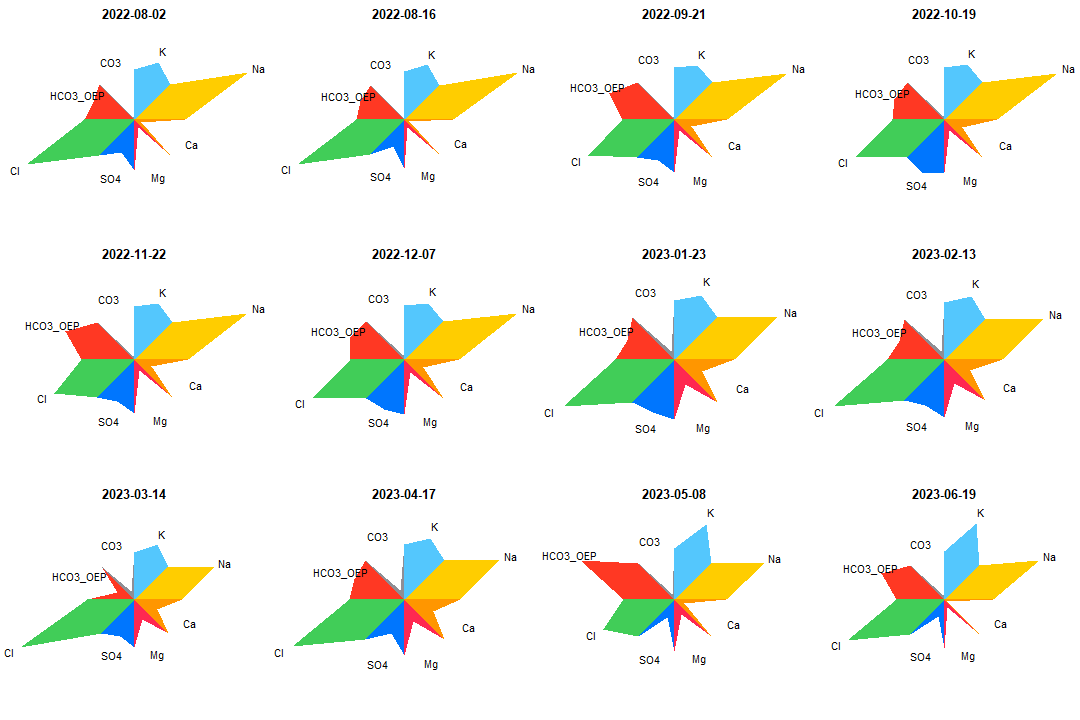 2022-08-02
2022-08-16
2022-09-21
2022-10-19
K
CO3
Na
HCO3_OEP
Ca
Cl
SO4
Mg
K
CO3
Na
HCO3_OEP
Ca
Cl
SO4
Mg
K
CO3
Na
HCO3_OEP
Ca
Cl
SO4
Mg
K
CO3
Na
HCO3_OEP
Ca
Cl
SO4
Mg
2022-11-22
2022-12-07
2023-01-23
2023-02-13
K
CO3
Na
HCO3_OEP
Ca
Cl
SO4
Mg
K
CO3
Na
HCO3_OEP
Ca
Cl
SO4
Mg
K
CO3
Na
HCO3_OEP
Ca
Cl
SO4
Mg
K
CO3
Na
HCO3_OEP
Ca
Cl
SO4
Mg
2023-03-14
2023-04-17
2023-05-08
2023-06-19
K
CO3
Na
HCO3_OEP
Ca
Cl
SO4
Mg
K
CO3
Na
HCO3_OEP
Ca
Cl
SO4
Mg
K
CO3
Na
HCO3_OEP
Ca
Cl
SO4
Mg
K
CO3
Na
HCO3_OEP
Ca
Cl
SO4
Mg